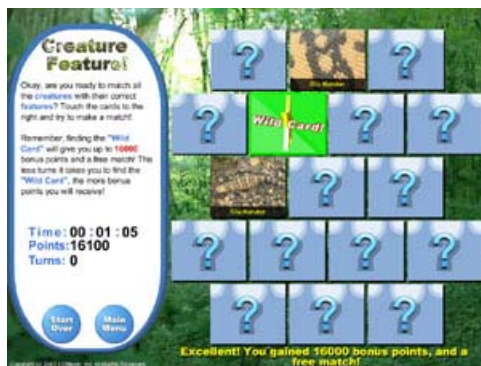 Creature
Feature!
Okay, are you ready to match all
the creatures with their correct
features? Touch the cards to the
right and try to make a match!
Remember, finding the "Wild
Card" will give you up to 16000
bonus points and a free match! The
less turns it takes you to find the
"Wild Card", the more bonus
points you will receive!
Time: 00 : 01 : 05
Points: 16100
Turns: 0
Start
Over
Main
Menu
?
?
?
Wild Card!
?
?
Gila Monster
?
?
?
?
?
?
?
?
?
Excellent! You gained 16000 bonus points, and a
free match!